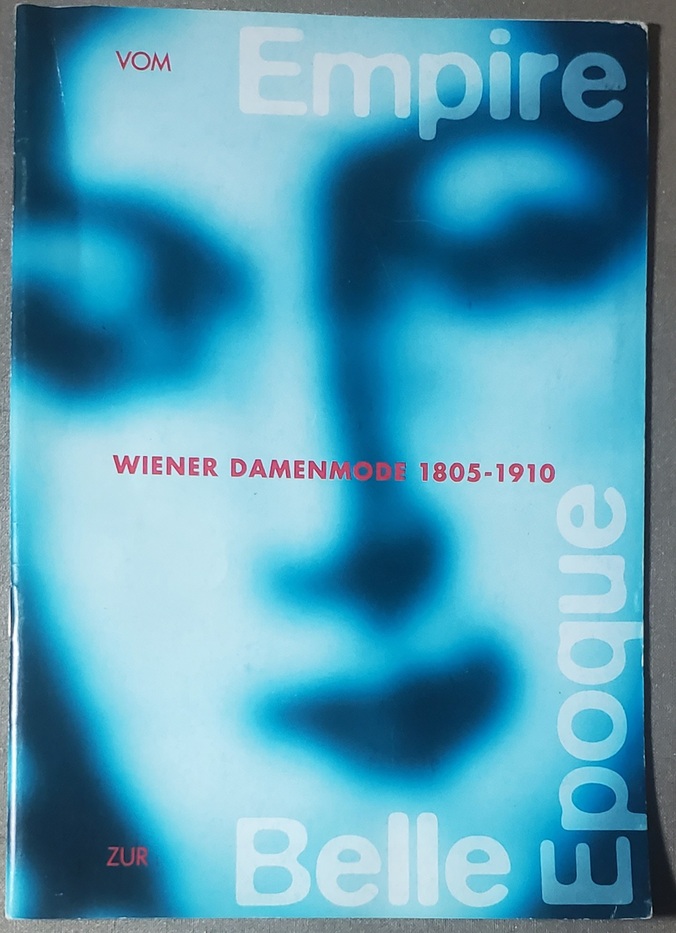 VOM Empire
WIENER DAMENMODE 1805-1910
ZUR Belle
Epoque